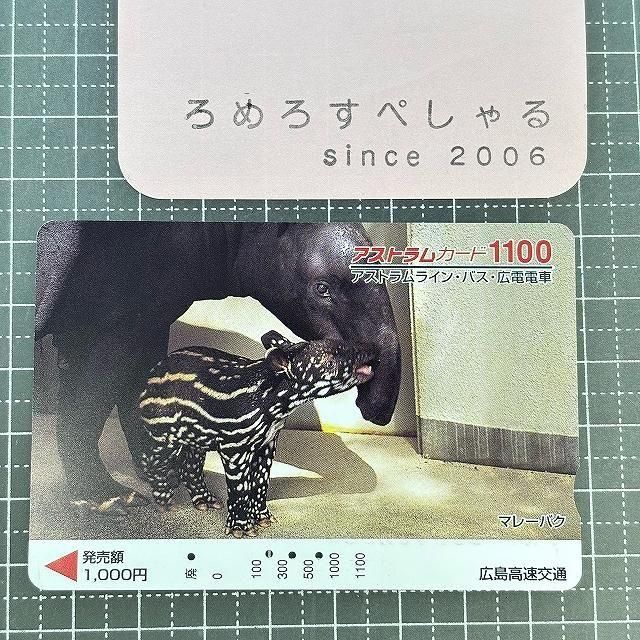 ろめろすぺしゃる
since 2006
アストラムカード1100
アストラムライン・バス・広電電車
マレーバク
発売額
1,000円
残 0 100 300 500 1000 1100
広島高速交通